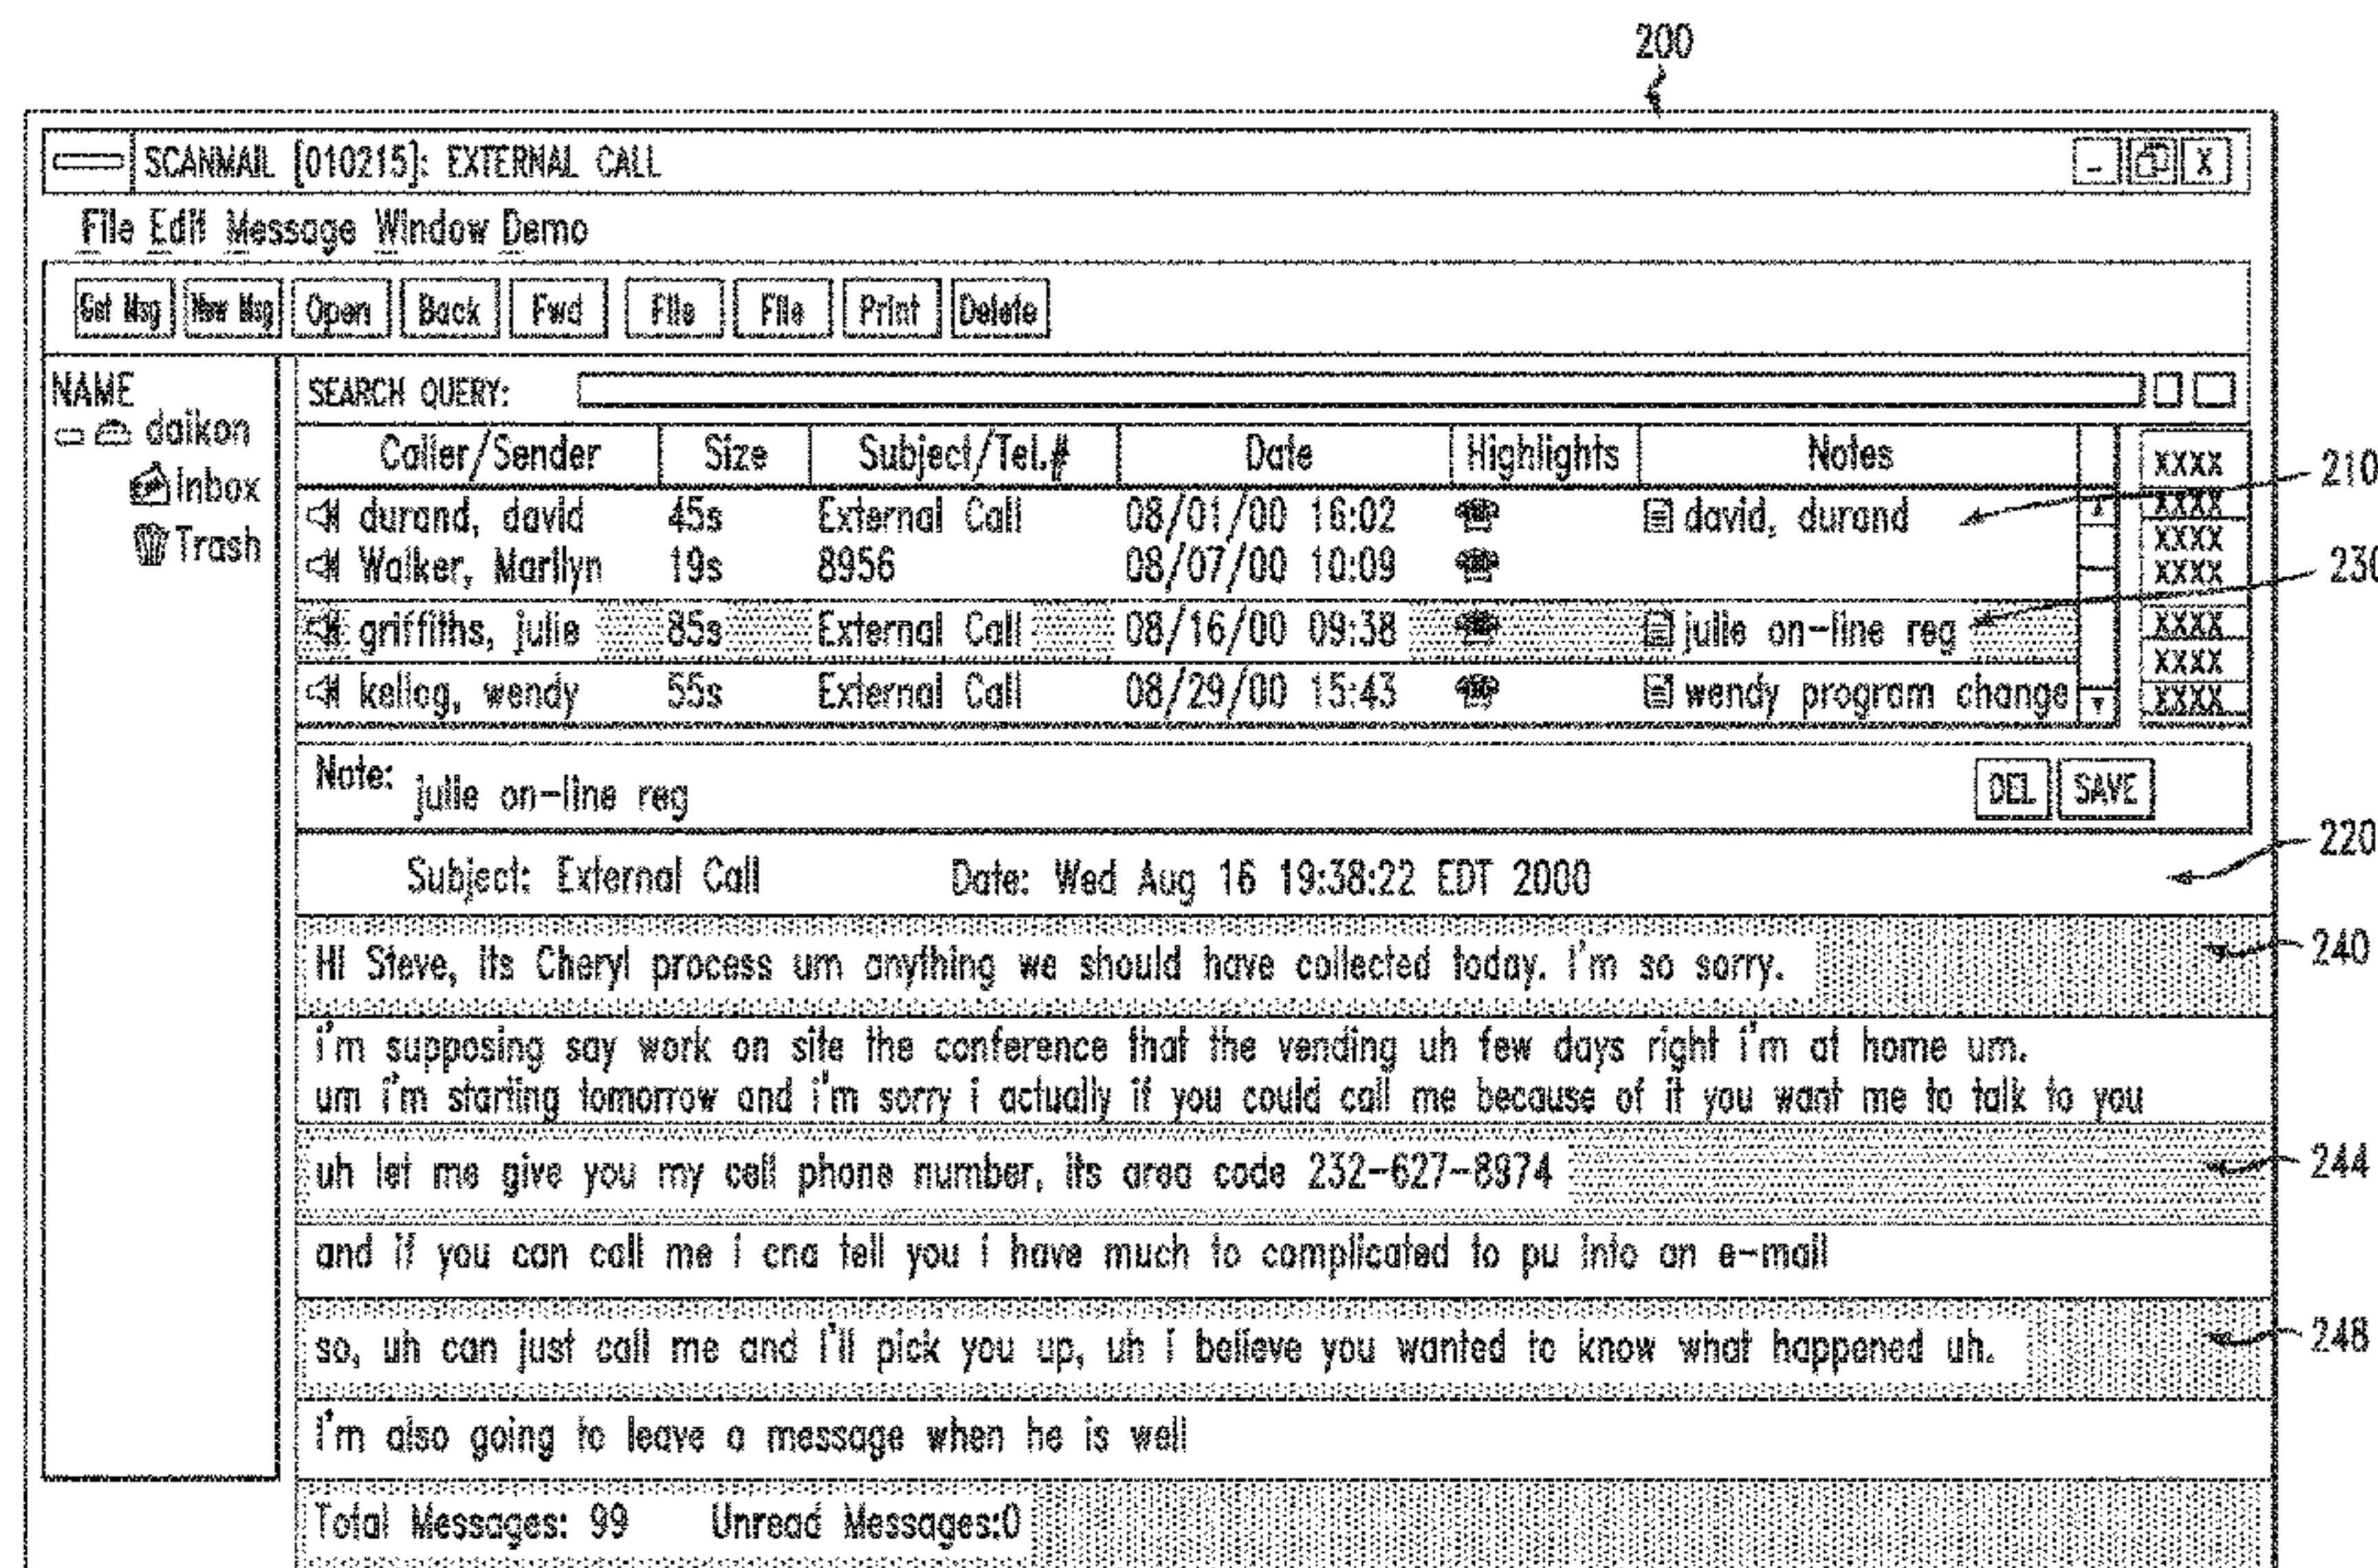 200
SCANMAIL [010215]: EXTERNAL CALL - X
File Edit Message Window Demo
Get Msg New Msg Open Back Fwd File File Print Delete
NAME
daikon
Inbox
Trash
SEARCH QUERY:
Caller/Sender Size Subject/Tel.# Date Highlights Notes XXXX 210
durand, david 45s External Call 08/01/00 16:02 david, durand XXXX
XXXX
Walker, Marilyn 19s 8956 08/07/00 10:09 XXXX 230
griffiths, julie 85s External Call 08/16/00 09:38 julie on-line reg XXXX
XXXX
kellog, wendy 55s External Call 08/29/00 15:43 wendy program change XXXX
Note: julie on-line reg DEL SAVE
220
Subject: External Call Date: Wed Aug 16 19:38:22 EDT 2000
Hi Steve, its Cheryl process um anything we should have collected today. I'm so sorry. 240
i'm supposing say work on site the conference that the vending uh few days right i'm at home um.
um i'm starting tomorrow and i'm sorry i actually if you could call me because of it you want me to talk to you
uh let me give you my cell phone number, its area code 232-627-8974 244
and if you can call me i cna tell you i have much to complicated to pu into an e-mail
so, uh can just call me and I'll pick you up, uh i believe you wanted to know what happened uh. 248
I'm also going to leave a message when he is well
Total Messages: 99 Unread Messages:0